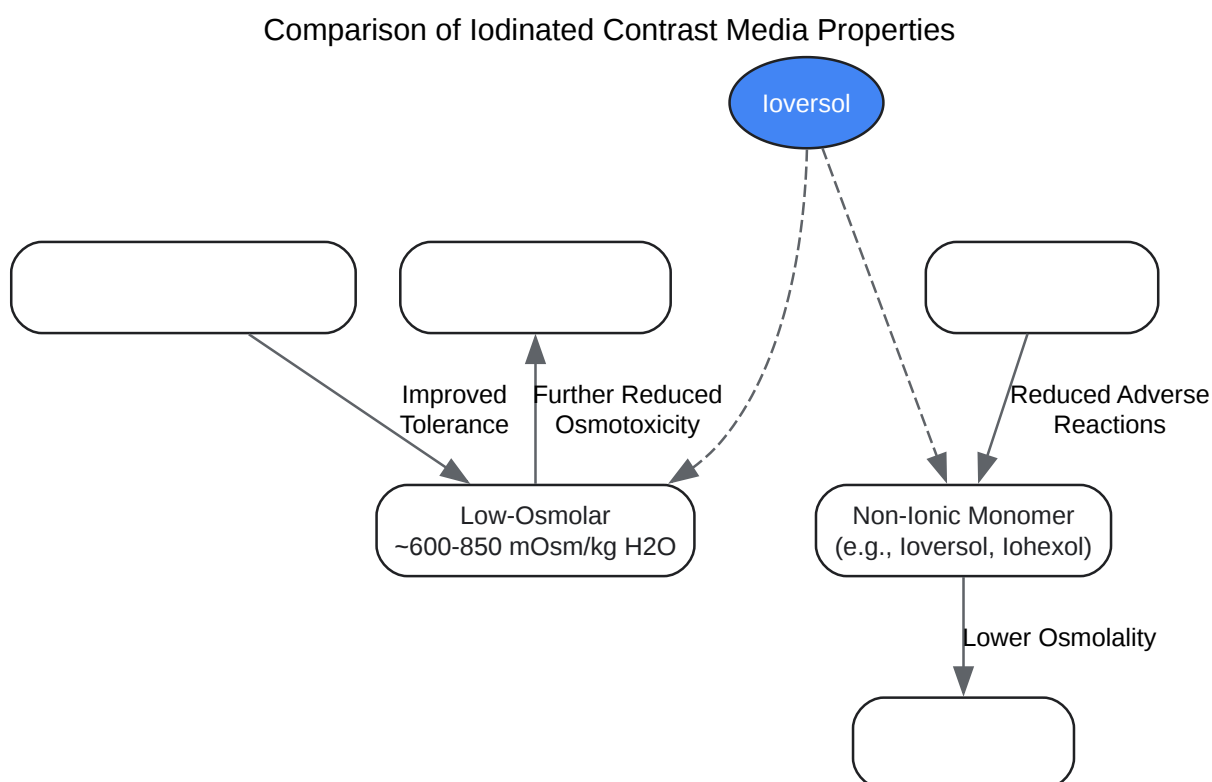 Comparison of Iodinated Contrast Media Properties
Ioversol
Improved
Tolerance
Further Reduced
Osmotoxicity
Reduced Adverse
Reactions
Low-Osmolar
~600-850 mOsm/kg H2O
Non-Ionic Monomer
(e.g., Ioversol, Iohexol)
Lower Osmolality